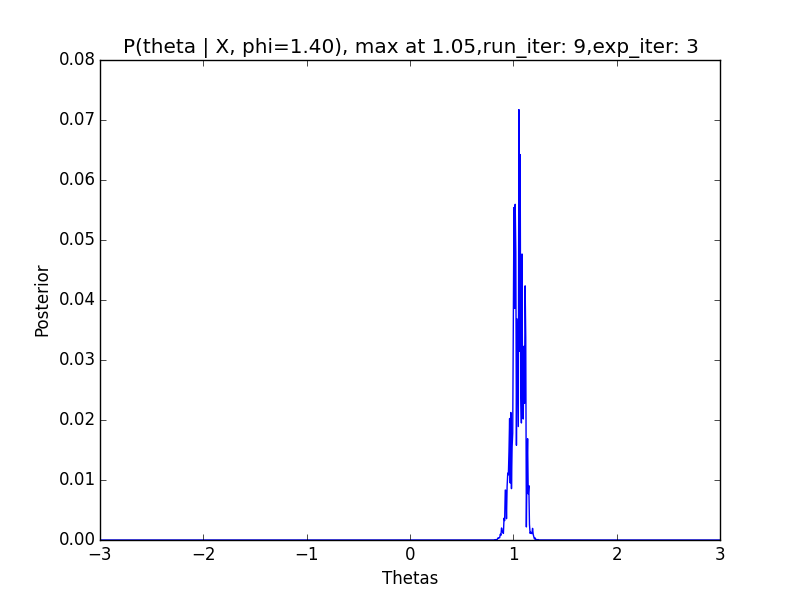 P(theta | X, phi=1.40), max at 1.05,run_iter: 9,exp_iter: 3
0.08
0.07
0.06
0.05
0.04
0.03
0.02
0.01
0.00
Posterior
−3 −2 −1 0 1 2 3
Thetas